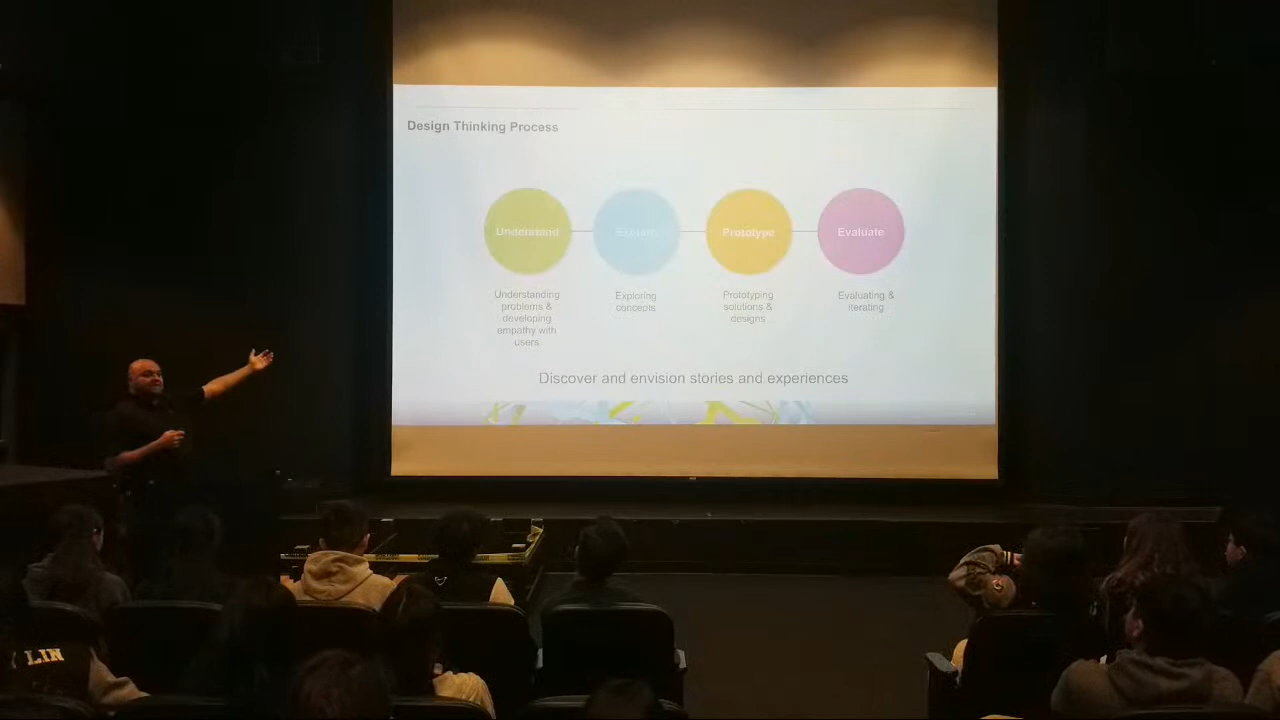 Design Thinking Process
Understand
Explore
Prototype
Evaluate
Understanding
problems &
developing
empathy with
users
Exploring
concepts
Prototyping
solutions &
designs
Evaluating &
iterating
Discover and envision stories and experiences
LIN